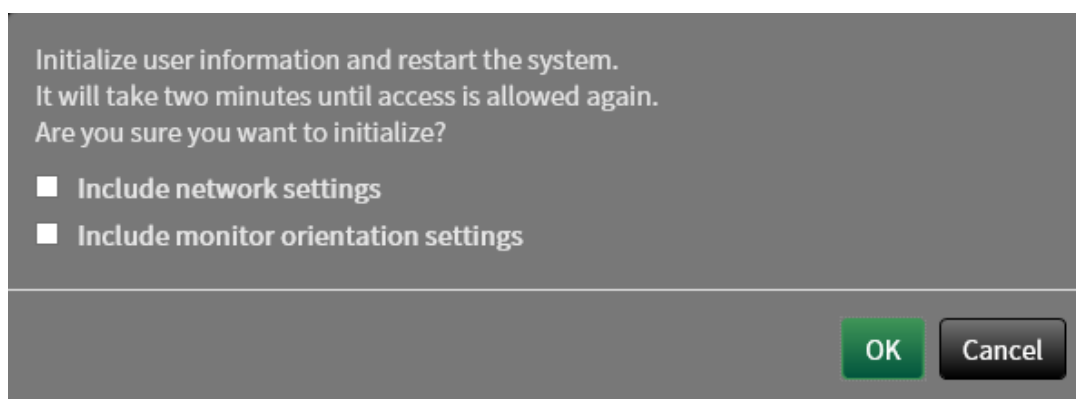 Initialize user information and restart the system.
It will take two minutes until access is allowed again.
Are you sure you want to initialize?
Include network settings
Include monitor orientation settings
OK
Cancel